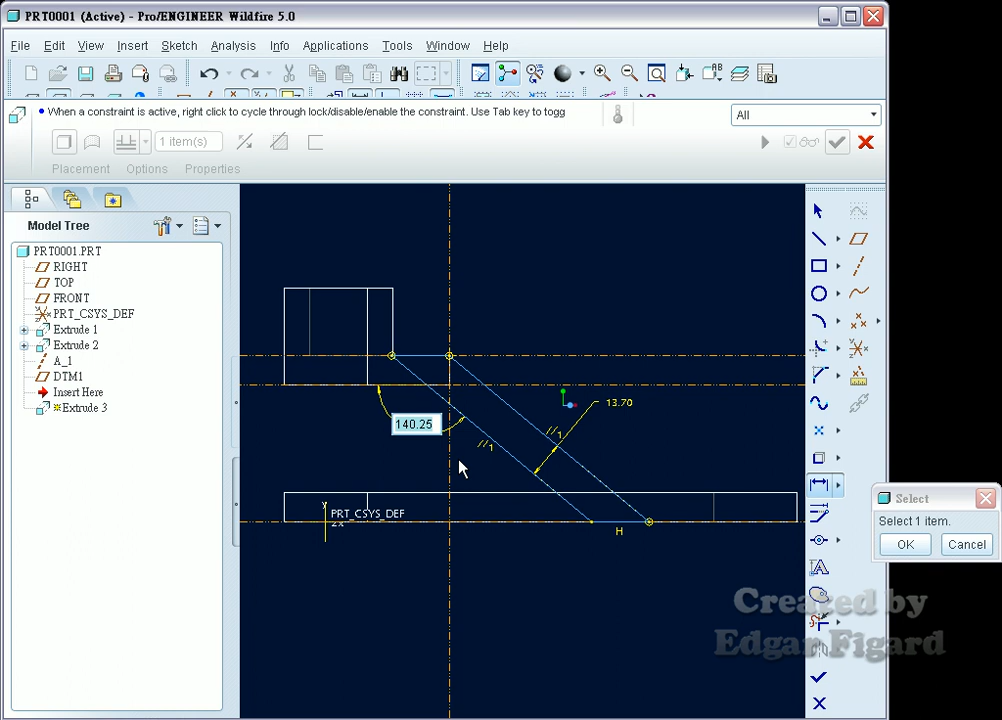 PRT0001 (Active) - Pro/ENGINEER Wildfire 5.0
File Edit View Insert Sketch Analysis Info Applications Tools Window Help
When a constraint is active, right click to cycle through lock/disable/enable the constraint. Use Tab key to togg
All
1 item(s)
Placement Options Properties
Model Tree
PRT0001.PRT
RIGHT
TOP
FRONT
PRT_CSYS_DEF
Extrude 1
Extrude 2
A_1
DTM1
Insert Here
Extrude 3
13.70
140.25
//1
//1
PRT_CSYS_DEF
H
Select
Select 1 item.
OK Cancel
Created by
Edgar Figard